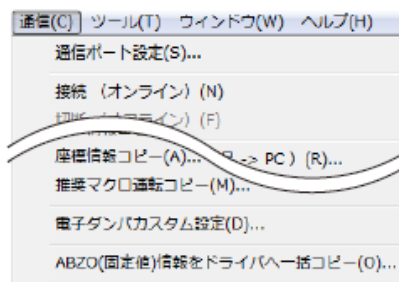 通信(C) ツール(T) ウィンドウ(W) ヘルプ(H)
通信ポート設定(S)...
接続 (オンライン) (N)
イン) (F)
座標情報コピー(A)... -> PC ) (R)...
推奨マクロ運転コピー(M)...
電子ダンパカスタム設定(D)...
ABZO(固定値)情報をドライバへ一括コピー(O)...